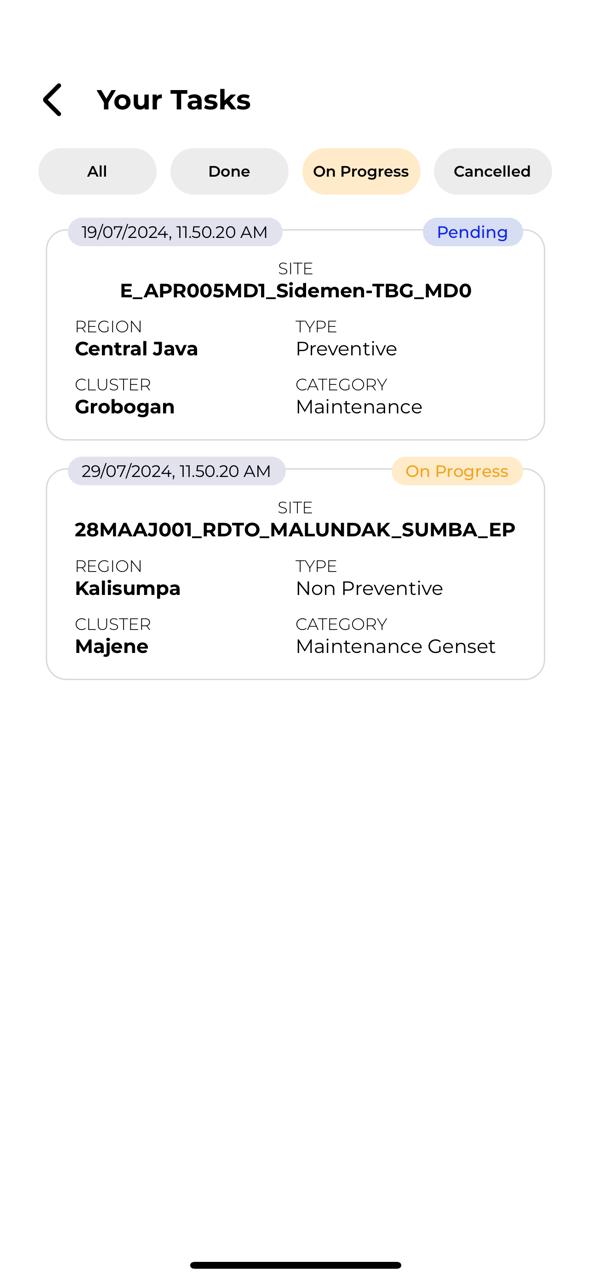 Your Tasks
All Done On Progress Cancelled
19/07/2024, 11.50.20 AM Pending
SITE
E_APR005MD1_Sidemen-TBG_MD0
REGION TYPE
Central Java Preventive
CLUSTER CATEGORY
Grobogan Maintenance
29/07/2024, 11.50.20 AM On Progress
SITE
28MAAJ001_RDTO_MALUNDAK_SUMBA_EP
REGION TYPE
Kalisumpa Non Preventive
CLUSTER CATEGORY
Majene Maintenance Genset